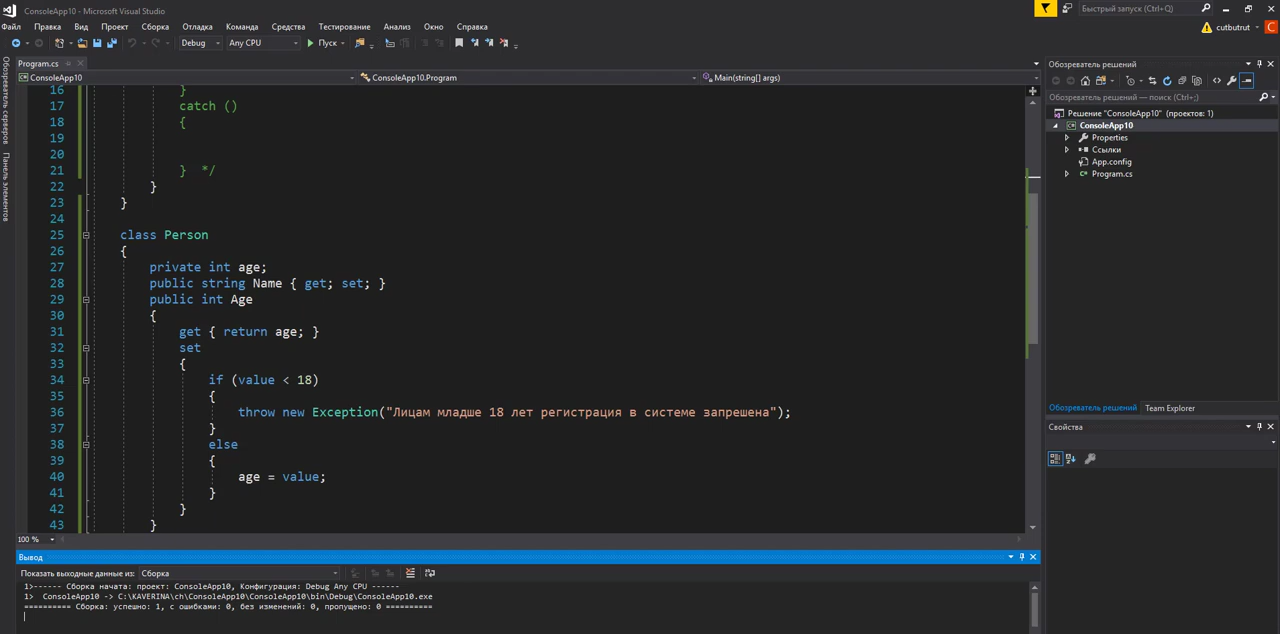 ConsoleApp10 - Microsoft Visual Studio
Быстрый запуск (Ctrl+Q)
Файл Правка Вид Проект Сборка Отладка Команда Средства Тестирование Анализ Окно Справка
cutbutrut C
Debug Any CPU Пуск
Program.cs
ConsoleApp10 ConsoleApp10.Program Main(string[] args)
Обозреватель серверов
Панель элементов
16 }
17 catch ()
18 {
19
20
21 } */
22 }
23 }
24
25 class Person
26 {
27 private int age;
28 public string Name { get; set; }
29 public int Age
30 {
31 get { return age; }
32 set
33 {
34 if (value < 18)
35 {
36 throw new Exception("Лицам младше 18 лет регистрация в системе запрешена");
37 }
38 else
39 {
40 age = value;
41 }
42 }
43 }
100 %
Обозреватель решений
Обозреватель решений — поиск (Ctrl+;)
Решение "ConsoleApp10" (проектов: 1)
ConsoleApp10
Properties
Ссылки
App.config
Program.cs
Обозреватель решений Team Explorer
Свойства
Вывод
Показать выходные данные из: Сборка
1>------ Сборка начата: проект: ConsoleApp10, Конфигурация: Debug Any CPU ------
1> ConsoleApp10 -> C:\KAVERINA\ch\ConsoleApp10\ConsoleApp10\bin\Debug\ConsoleApp10.exe
========== Сборка: успешно: 1, с ошибками: 0, без изменений: 0, пропущено: 0 ==========